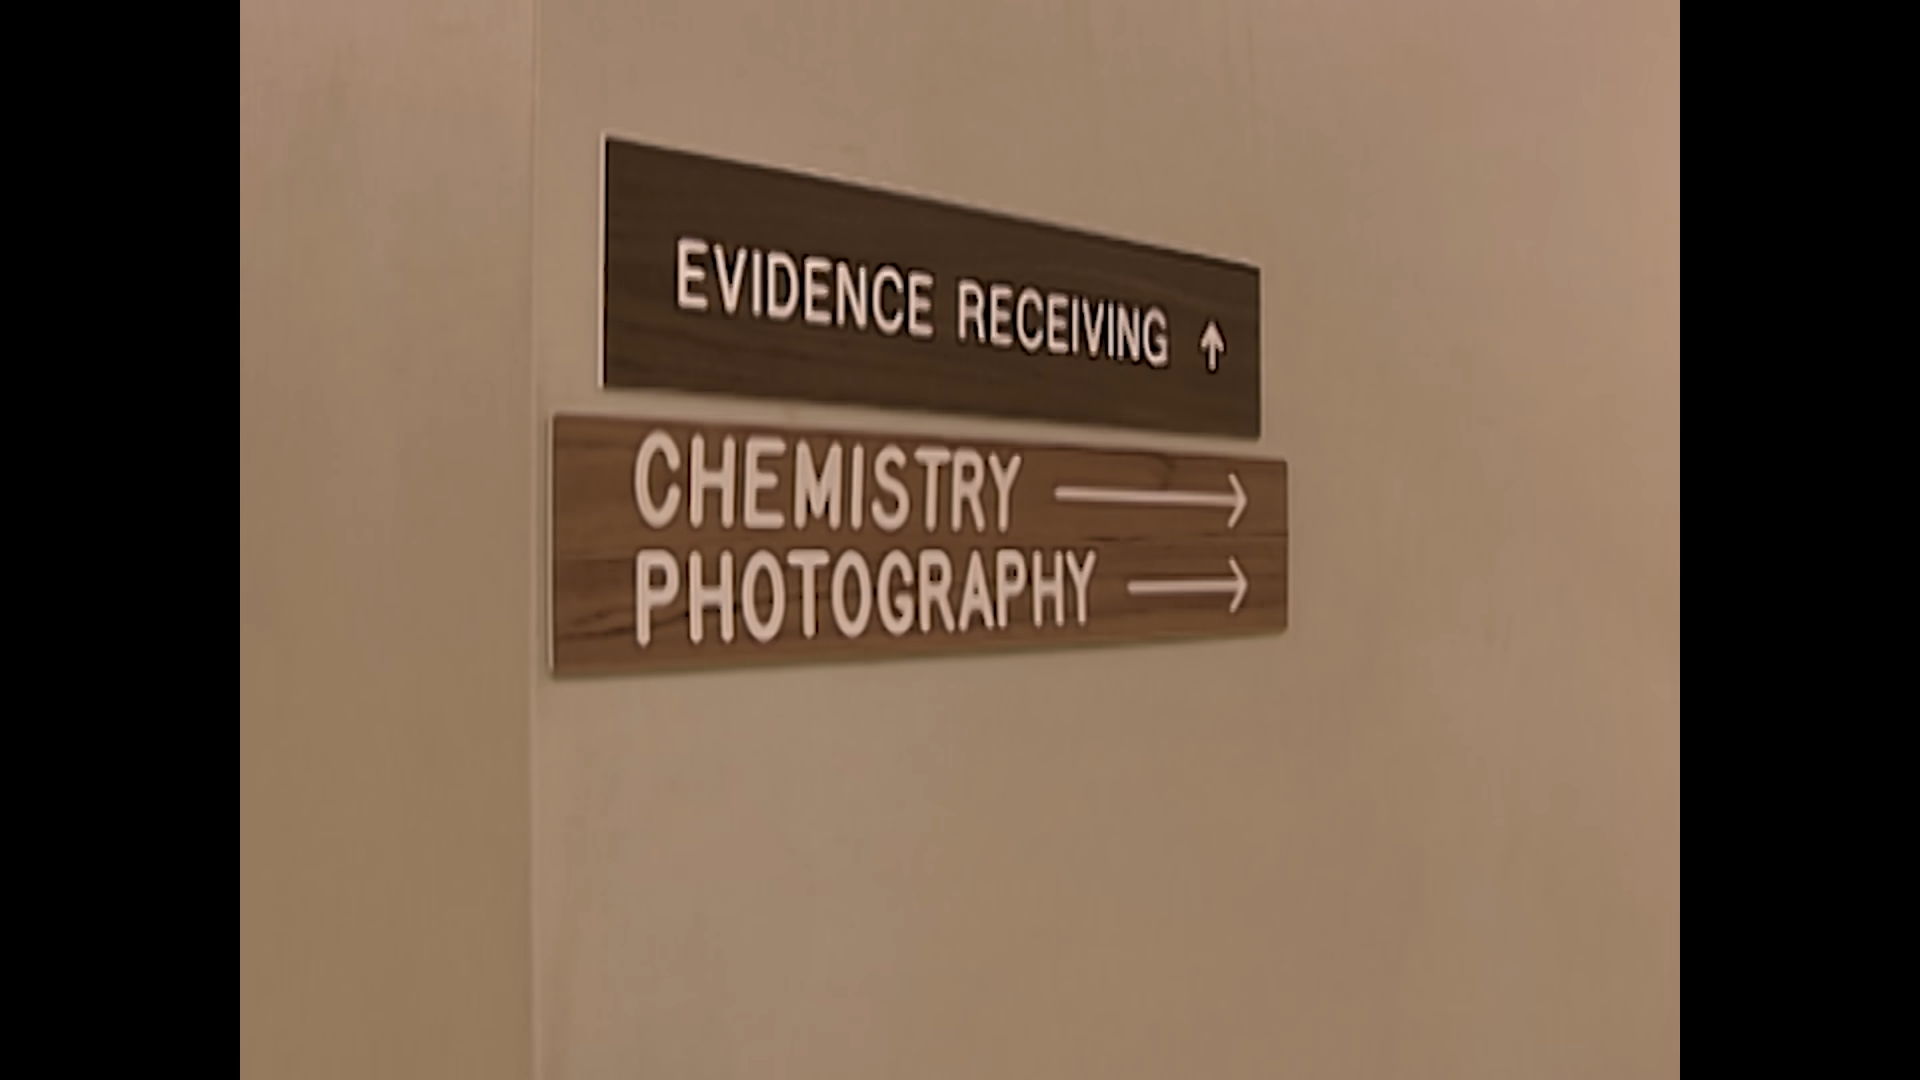 EVIDENCE RECEIVING ↑
CHEMISTRY →
PHOTOGRAPHY →